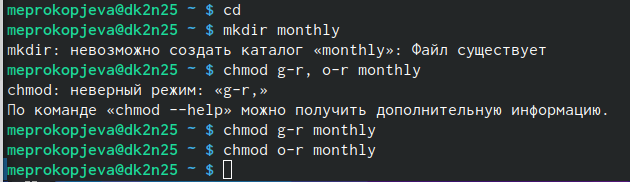 meprokopjeva@dk2n25 ~ $ cd
meprokopjeva@dk2n25 ~ $ mkdir monthly
mkdir: невозможно создать каталог «monthly»: Файл существует
meprokopjeva@dk2n25 ~ $ chmod g-r, o-r monthly
chmod: неверный режим: «g-r,»
По команде «chmod --help» можно получить дополнительную информацию.
meprokopjeva@dk2n25 ~ $ chmod g-r monthly
meprokopjeva@dk2n25 ~ $ chmod o-r monthly
meprokopjeva@dk2n25 ~ $